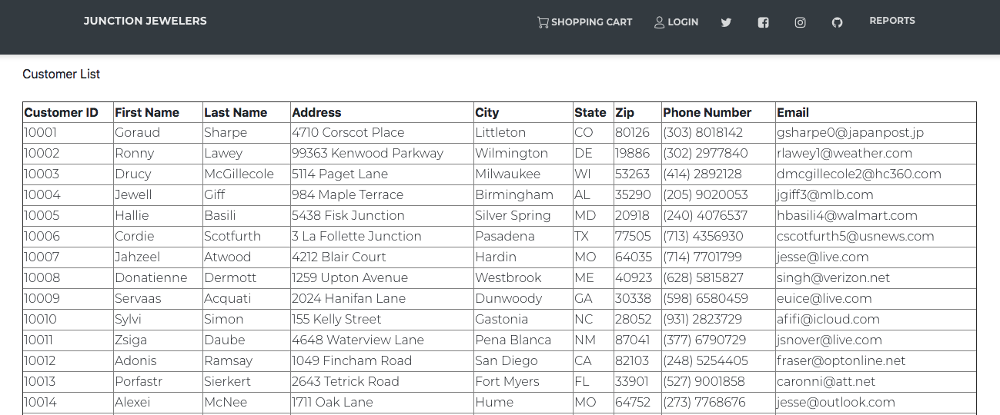 JUNCTION JEWELERS SHOPPING CART LOGIN REPORTS
Customer List
Customer ID First Name Last Name Address City State Zip Phone Number Email
10001 Goraud Sharpe 4710 Corscot Place Littleton CO 80126 (303) 8018142 gsharpe0@japanpost.jp
10002 Ronny Lawey 99363 Kenwood Parkway Wilmington DE 19886 (302) 2977840 rlawey1@weather.com
10003 Drucy McGillecole 5114 Paget Lane Milwaukee WI 53263 (414) 2892128 dmcgillecole2@hc360.com
10004 Jewell Giff 984 Maple Terrace Birmingham AL 35290 (205) 9020053 jgiff3@mlb.com
10005 Hallie Basili 5438 Fisk Junction Silver Spring MD 20918 (240) 4076537 hbasili4@walmart.com
10006 Cordie Scotfurth 3 La Follette Junction Pasadena TX 77505 (713) 4356930 cscotfurth5@usnews.com
10007 Jahzeel Atwood 4212 Blair Court Hardin MO 64035 (714) 7701799 jesse@live.com
10008 Donatienne Dermott 1259 Upton Avenue Westbrook ME 40923 (628) 5815827 singh@verizon.net
10009 Servaas Acquati 2024 Hanifan Lane Dunwoody GA 30338 (598) 6580459 euice@live.com
10010 Sylvi Simon 155 Kelly Street Gastonia NC 28052 (931) 2823729 afifi@icloud.com
10011 Zsiga Daube 4648 Waterview Lane Pena Blanca NM 87041 (377) 6790729 jsnover@live.com
10012 Adonis Ramsay 1049 Fincham Road San Diego CA 82103 (248) 5254405 fraser@optonline.net
10013 Porfastr Sierkert 2643 Tetrick Road Fort Myers FL 33901 (527) 9001858 caronni@att.net
10014 Alexei McNee 1711 Oak Lane Hume MO 64752 (273) 7768676 jesse@outlook.com